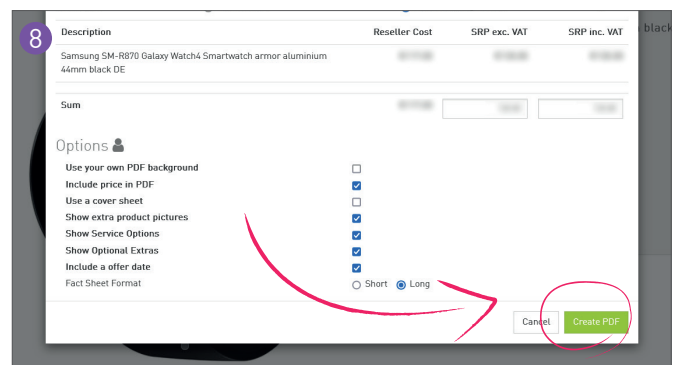 8
black
Description Reseller Cost SRP exc. VAT SRP inc. VAT
Samsung SM-R870 Galaxy Watch4 Smartwatch armor aluminium
44mm black DE
Sum
Options
Use your own PDF background
Include price in PDF
Use a cover sheet
Show extra product pictures
Show Service Options
Show Optional Extras
Include a offer date
Fact Sheet Format Short Long
Cancel Create PDF